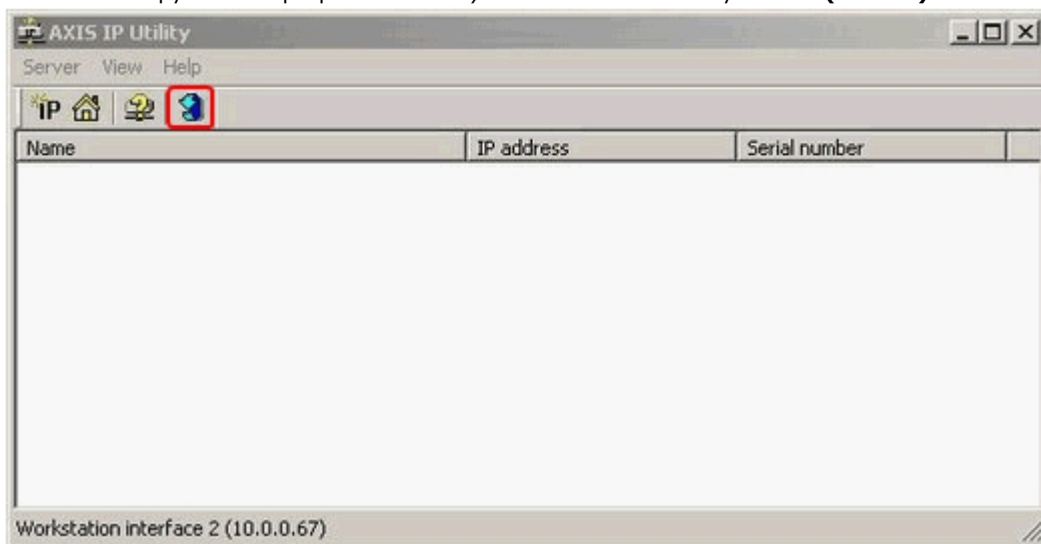 AXIS IP Utility
Server View Help
IP
Name IP address Serial number
Workstation interface 2 (10.0.0.67)